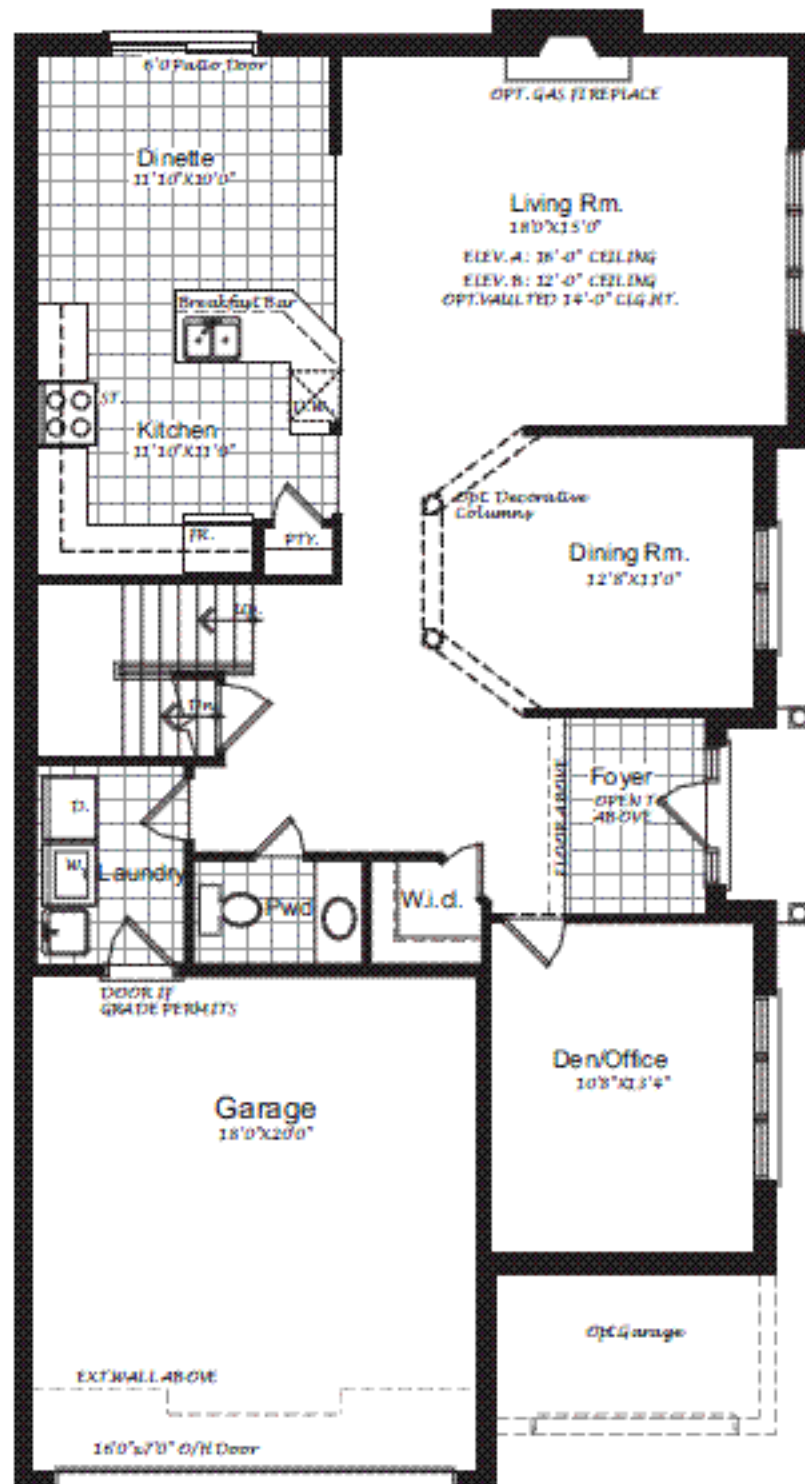 6'0 Patio Door
OPT. GAS FIREPLACE
Dinette
11'10"X10'0"
Living Rm.
18'0"X15'0"
ELEV. A: 16'-0" CEILING
ELEV. B: 12'-0" CEILING
OPT.VAULTED 14'-0" CLG HT.
Breakfast Bar
ST.
D.W.
Kitchen
11'10"X11'0"
Opt. Decorative
Columns
FR.
PTY.
Dining Rm.
12'8"X11'0"
Up.
Dn.
Foyer
OPEN TO
ABOVE
FLOOR ABOVE
D.
W.
Laundry
Pwd
W.i.cl.
DOOR IF
GRADE PERMITS
Den/Office
10'8"X13'4"
Garage
18'0"X20'0"
Opt.Garage
EXT.WALL ABOVE
16'0"x7'0" O/H Door